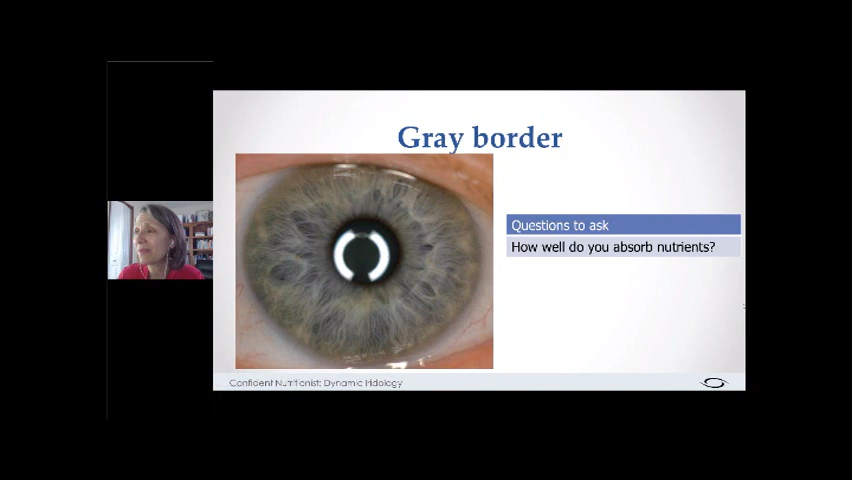 Gray border
Questions to ask
How well do you absorb nutrients?
Confident Nutritionist: Dynamic Iridology